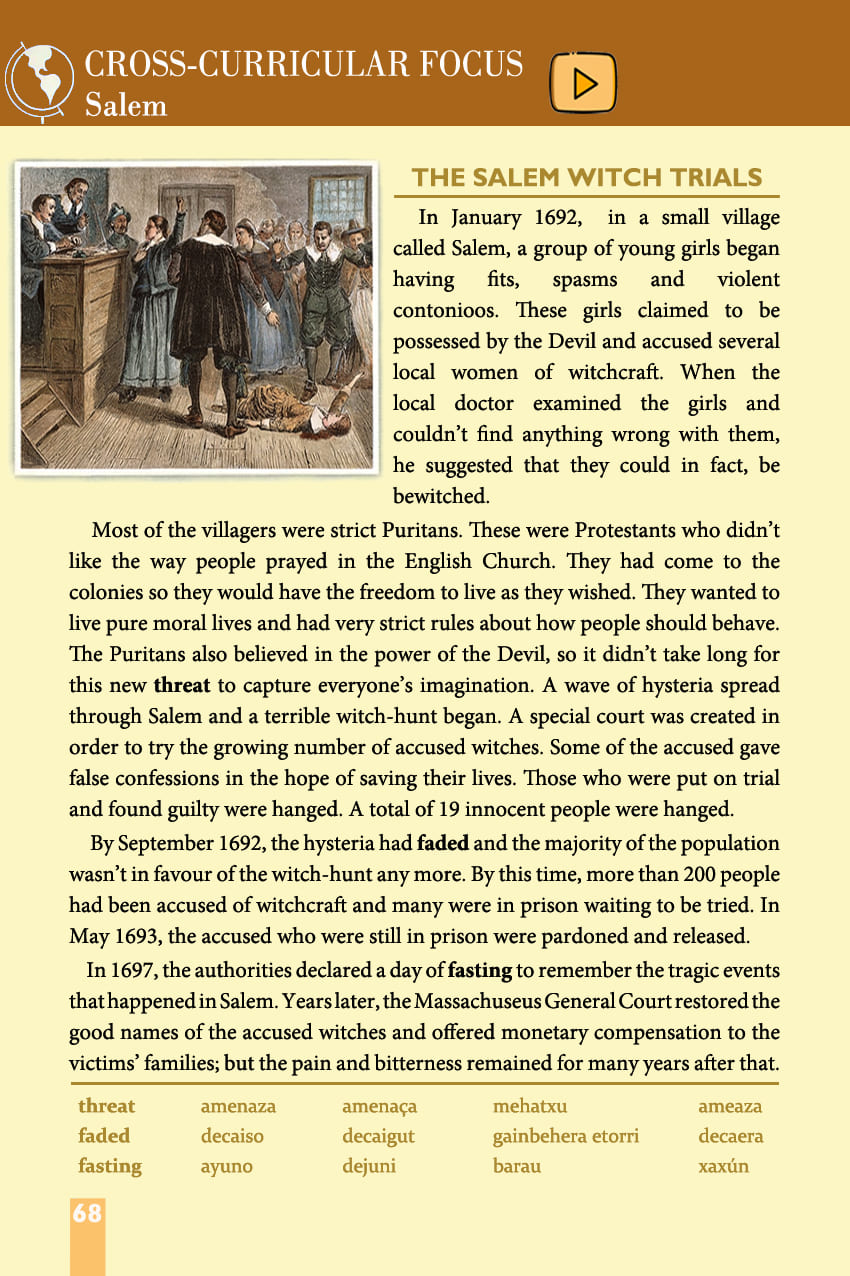 CROSS-CURRICULAR FOCUS
Salem
THE SALEM WITCH TRIALS
In January 1692, in a small village
called Salem, a group of young girls began
having fits, spasms and violent
contonioos. These girls claimed to be
possessed by the Devil and accused several
local women of witchcraft. When the
local doctor examined the girls and
couldn't find anything wrong with them,
he suggested that they could in fact, be
bewitched.
Most of the villagers were strict Puritans. These were Protestants who didn't
like the way people prayed in the English Church. They had come to the
colonies so they would have the freedom to live as they wished. They wanted to
live pure moral lives and had very strict rules about how people should behave.
The Puritans also believed in the power of the Devil, so it didn't take long for
this new threat to capture everyone's imagination. A wave of hysteria spread
through Salem and a terrible witch-hunt began. A special court was created in
order to try the growing number of accused witches. Some of the accused gave
false confessions in the hope of saving their lives. Those who were put on trial
and found guilty were hanged. A total of 19 innocent people were hanged.
By September 1692, the hysteria had faded and the majority of the population
wasn't in favour of the witch-hunt any more. By this time, more than 200 people
had been accused of witchcraft and many were in prison waiting to be tried. In
May 1693, the accused who were still in prison were pardoned and released.
In 1697, the authorities declared a day of fasting to remember the tragic events
that happened in Salem. Years later, the Massachuseus General Court restored the
good names of the accused witches and offered monetary compensation to the
victims' families; but the pain and bitterness remained for many years after that.
threat amenaza amenaça mehatxu ameaza
faded decaiso decaigut gainbehera etorri decaera
fasting ayuno dejuni barau xaxún
68